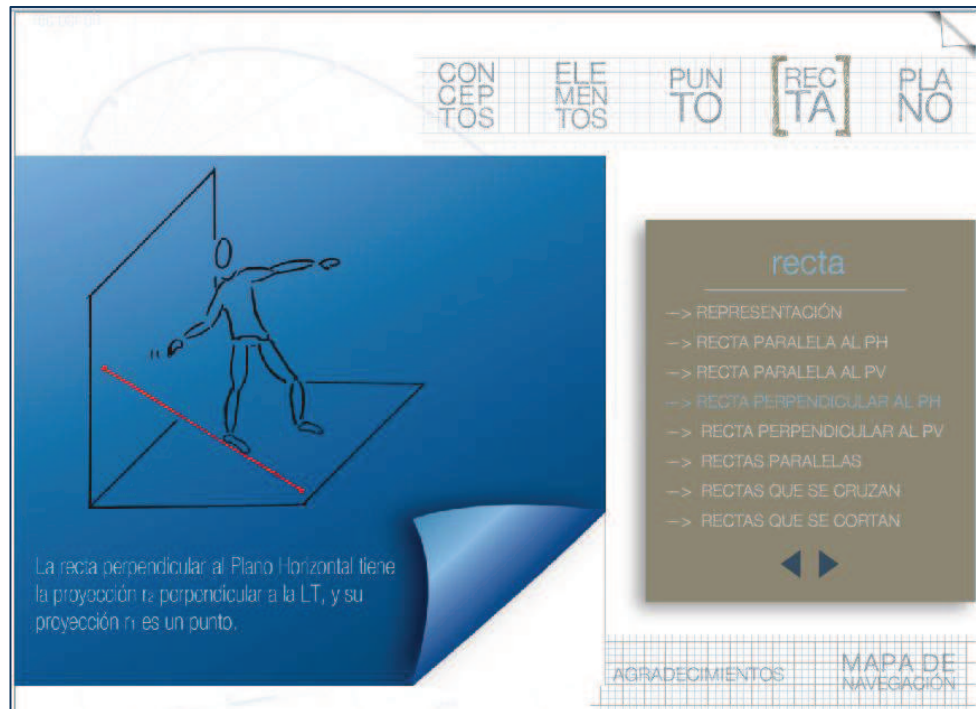 CON
CEP
TOS
ELE
MEN
TOS
PUN
TO
[REC
TA]
PLA
NO
recta
—> REPRESENTACIÓN
—> RECTA PARALELA AL PH
—> RECTA PARALELA AL PV
—> RECTA PERPENDICULAR AL PH
—> RECTA PERPENDICULAR AL PV
—> RECTAS PARALELAS
—> RECTAS QUE SE CRUZAN
—> RECTAS QUE SE CORTAN
La recta perpendicular al Plano Horizontal tiene
la proyección r₂ perpendicular a la LT, y su
proyección r₁ es un punto.
AGRADECIMIENTOS
MAPA DE
NAVEGACIÓN